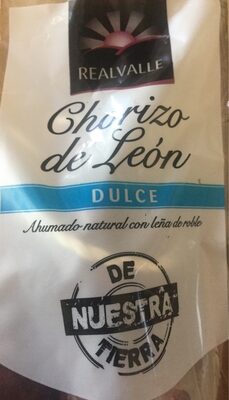 REALVALLE
Chorizo
de León
DULCE
Ahumado natural con leña de roble
DE
NUESTRA
TIERRA